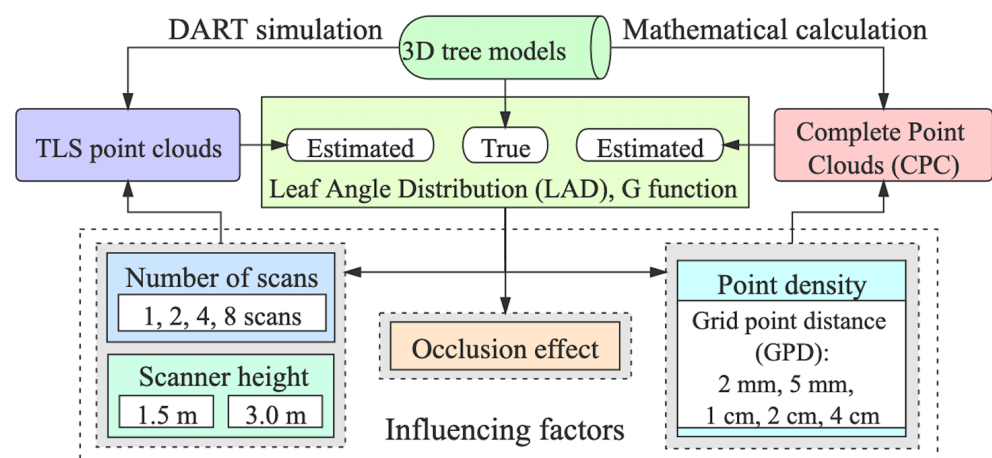 DART simulation
3D tree models
Mathematical calculation
TLS point clouds
Estimated
True
Estimated
Complete Point
Clouds (CPC)
Leaf Angle Distribution (LAD), G function
Number of scans
1, 2, 4, 8 scans
Scanner height
1.5 m
3.0 m
Occlusion effect
Influencing factors
Point density
Grid point distance
(GPD):
2 mm, 5 mm,
1 cm, 2 cm, 4 cm